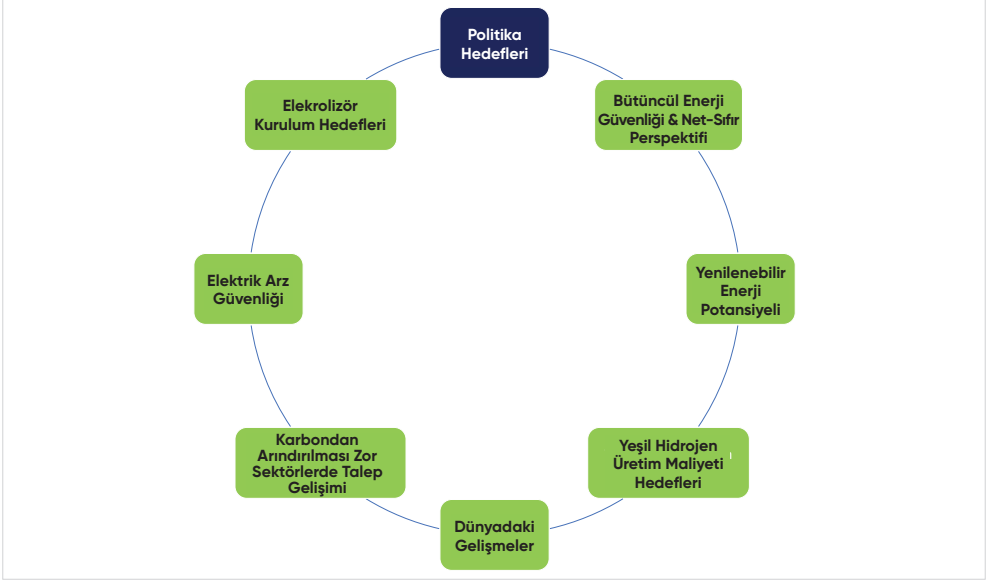 Politika
Hedefleri
Bütüncül Enerji
Güvenliği & Net-Sıfır
Perspektifi
Yenilenebilir
Enerji
Potansiyeli
Yeşil Hidrojen
Üretim Maliyeti
Hedefleri
Dünyadaki
Gelişmeler
Karbondan
Arındırılması Zor
Sektörlerde Talep
Gelişimi
Elektrik Arz
Güvenliği
Elekrolizör
Kurulum Hedefleri